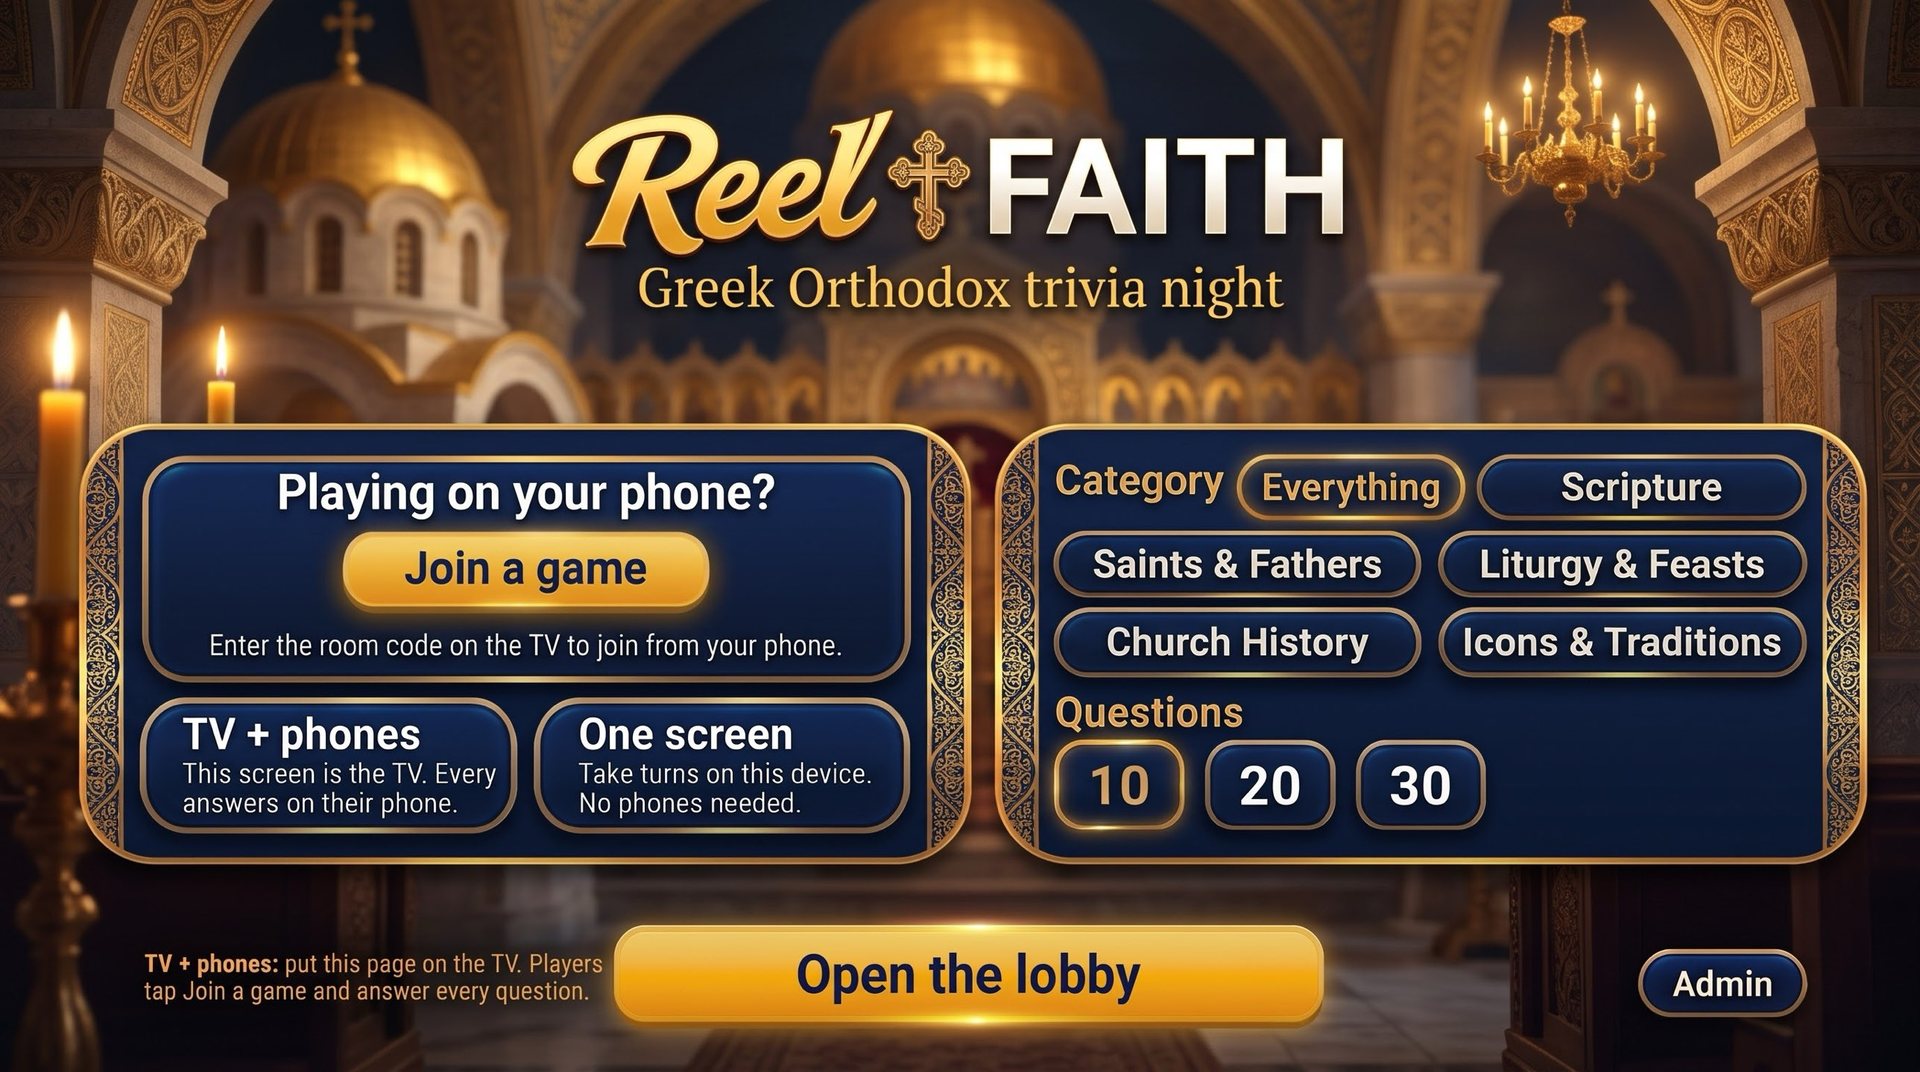 Reel FAITH
Greek Orthodox trivia night
Playing on your phone?
Join a game
Enter the room code on the TV to join from your phone.
TV + phones
This screen is the TV. Every
answers on their phone.
One screen
Take turns on this device.
No phones needed.
Category
Everything
Scripture
Saints & Fathers
Liturgy & Feasts
Church History
Icons & Traditions
Questions
10
20
30
TV + phones: put this page on the TV. Players
tap Join a game and answer every question.
Open the lobby
Admin